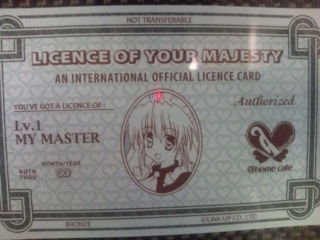 NOT TRANSFERABLE
LICENCE OF YOUR MAJESTY
AN INTERNATIONAL OFFICIAL LICENCE CARD
YOU'VE GOT A LICENCE OF :
Lv.1
MY MASTER
MONTH/YEAR
AUTH
THRU
∞
Authorized
@home cafe
BRONZE
©LINK-UP CO., LTD